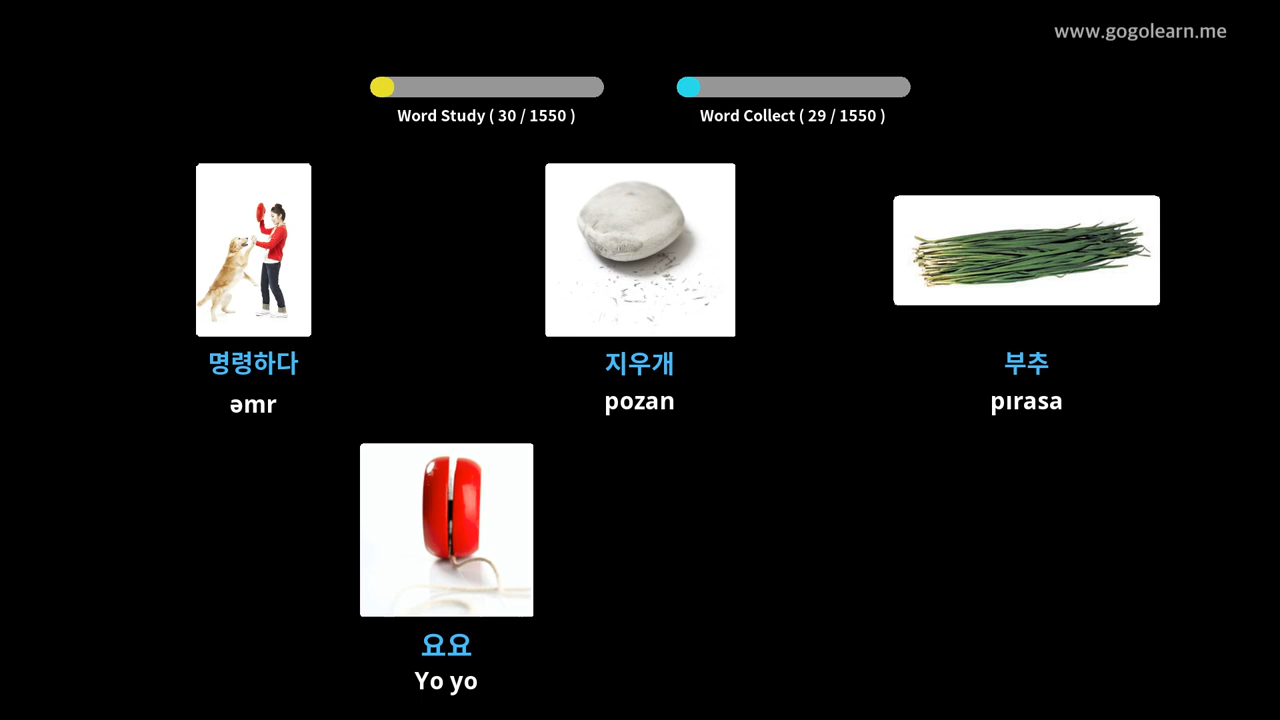 www.gogolearn.me
Word Study ( 30 / 1550 )
Word Collect ( 29 / 1550 )
명령하다
əmr
지우개
pozan
부추
pırasa
요요
Yo yo